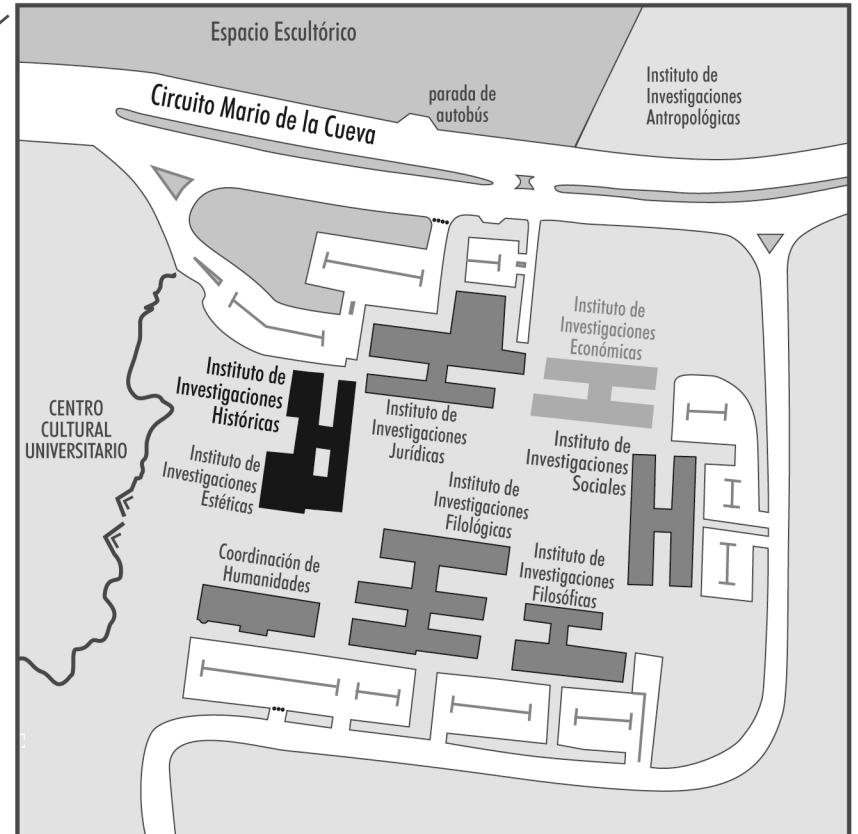 Espacio Escultórico
Instituto de
Investigaciones
Antropológicas
Circuito Mario de la Cueva
parada de
autobús
Instituto de
Investigaciones
Económicas
Instituto de
Investigaciones
Históricas
CENTRO
CULTURAL
UNIVERSITARIO
Instituto de
Investigaciones
Jurídicas
Instituto de
Investigaciones
Sociales
Instituto de
Investigaciones
Estéticas
Instituto de
Investigaciones
Filológicas
Coordinación de
Humanidades
Instituto de
Investigaciones
Filosóficas